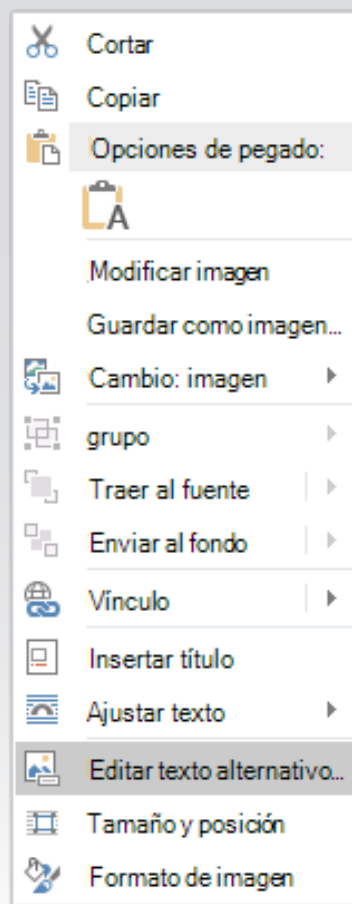 Cortar
Copiar
Opciones de pegado:
A
Modificar imagen
Guardar como imagen...
Cambio: imagen
grupo
Traer al fuente
Enviar al fondo
Vínculo
Insertar título
Ajustar texto
Editar texto alternativo...
Tamaño y posición
Formato de imagen